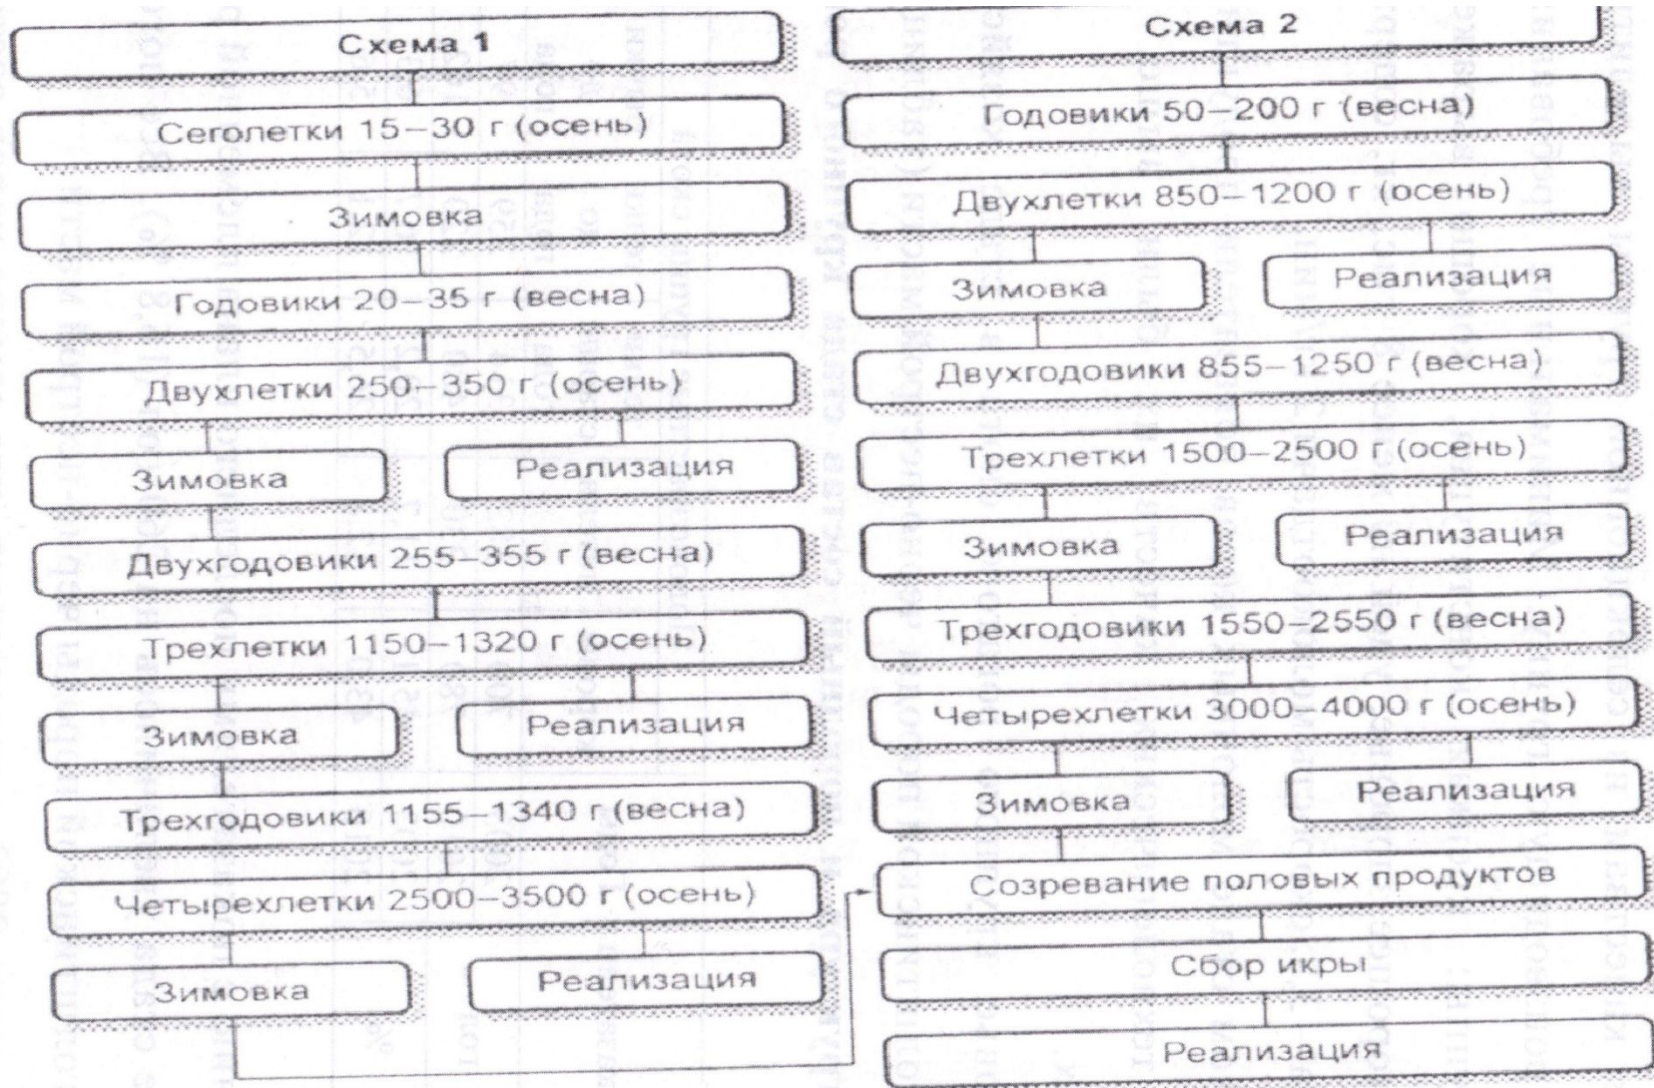 Схема 1
Сеголетки 15–30 г (осень)
Зимовка
Годовики 20–35 г (весна)
Двухлетки 250–350 г (осень)
Зимовка
Реализация
Двухгодовики 255–355 г (весна)
Трехлетки 1150–1320 г (осень)
Зимовка
Реализация
Трехгодовики 1155–1340 г (весна)
Четырехлетки 2500–3500 г (осень)
Зимовка
Реализация
Схема 2
Годовики 50–200 г (весна)
Двухлетки 850–1200 г (осень)
Зимовка
Реализация
Двухгодовики 855–1250 г (весна)
Трехлетки 1500–2500 г (осень)
Зимовка
Реализация
Трехгодовики 1550–2550 г (весна)
Четырехлетки 3000–4000 г (осень)
Зимовка
Реализация
Созревание половых продуктов
Сбор икры
Реализация